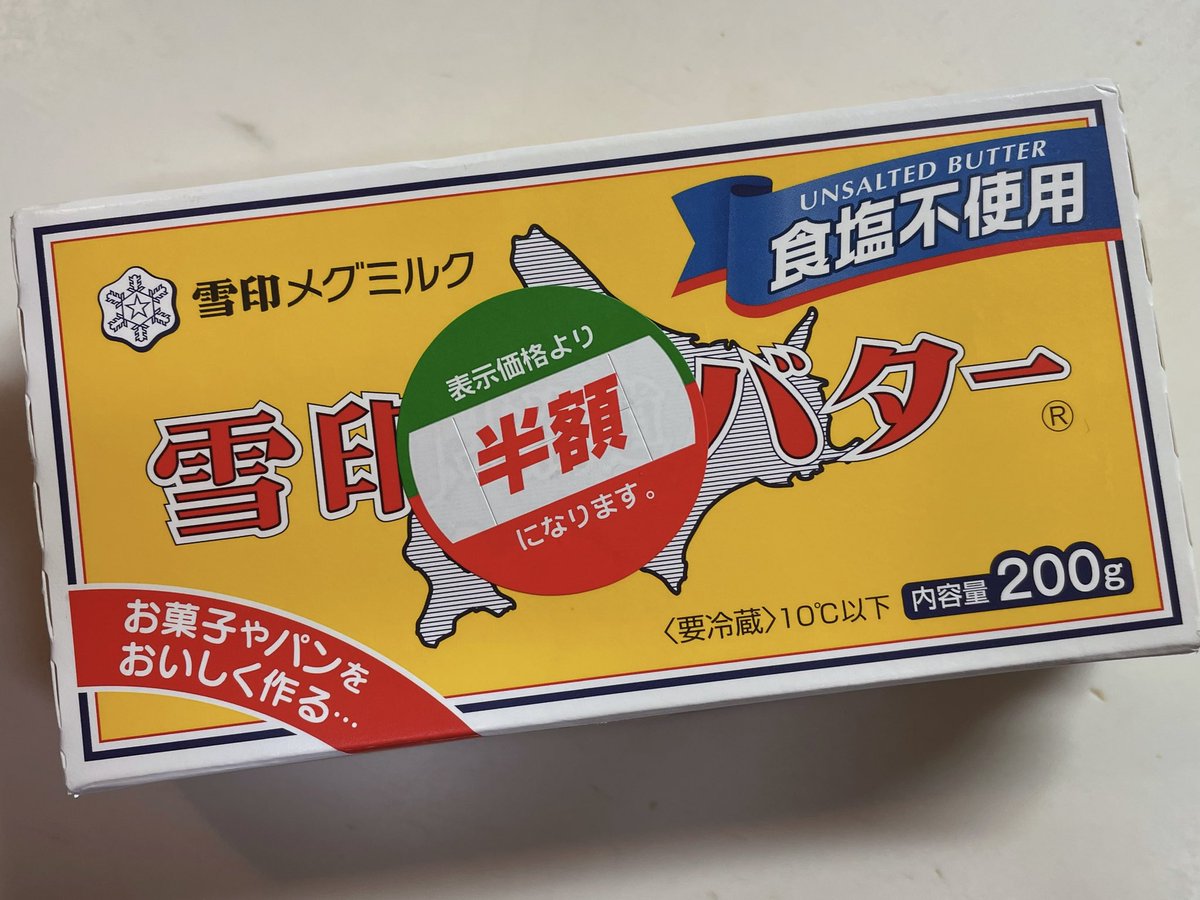 UNSALTED BUTTER
食塩不使用
雪印メグミルク
雪印
バター
®
表示価格より
半額
になります。
〈要冷蔵〉10℃以下
内容量 200g
お菓子やパンを
おいしく作る…